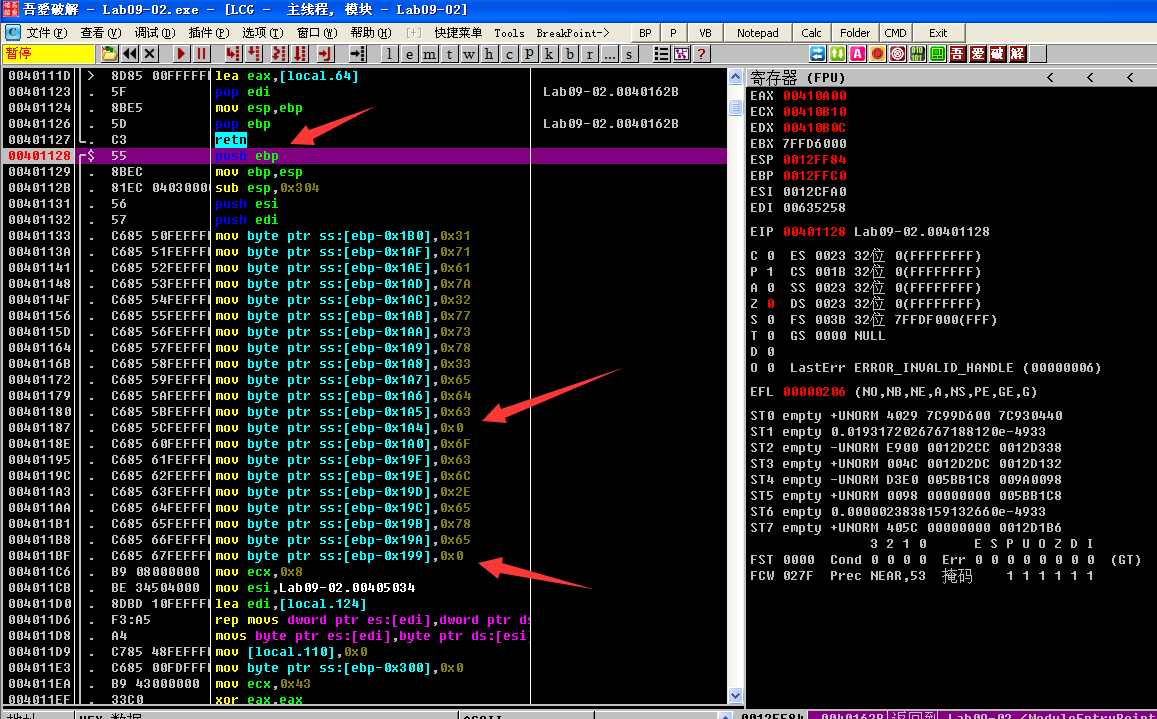 吾爱破解 - Lab09-02.exe - [LCG - 主线程, 模块 - Lab09-02]
文件(F) 查看(V) 调试(D) 插件(P) 选项(T) 窗口(W) 帮助(H) [+] 快捷菜单 Tools BreakPoint-> BP P VB Notepad Calc Folder CMD Exit
暂停 l e m t w h c p k b r ... s ? 吾 爱 破 解
0040111D > 8D85 00FFFFFF lea eax,[local.64]
00401123 . 5F pop edi Lab09-02.0040162B
00401124 . 8BE5 mov esp,ebp
00401126 . 5D pop ebp Lab09-02.0040162B
00401127 . C3 retn
00401128 $ 55 push ebp
00401129 . 8BEC mov ebp,esp
0040112B . 81EC 04030000 sub esp,0x304
00401131 . 56 push esi
00401132 . 57 push edi
00401133 . C685 50FEFFFF mov byte ptr ss:[ebp-0x1B0],0x31
0040113A . C685 51FEFFFF mov byte ptr ss:[ebp-0x1AF],0x71
00401141 . C685 52FEFFFF mov byte ptr ss:[ebp-0x1AE],0x61
00401148 . C685 53FEFFFF mov byte ptr ss:[ebp-0x1AD],0x7A
0040114F . C685 54FEFFFF mov byte ptr ss:[ebp-0x1AC],0x32
00401156 . C685 55FEFFFF mov byte ptr ss:[ebp-0x1AB],0x77
0040115D . C685 56FEFFFF mov byte ptr ss:[ebp-0x1AA],0x73
00401164 . C685 57FEFFFF mov byte ptr ss:[ebp-0x1A9],0x78
0040116B . C685 58FEFFFF mov byte ptr ss:[ebp-0x1A8],0x33
00401172 . C685 59FEFFFF mov byte ptr ss:[ebp-0x1A7],0x65
00401179 . C685 5AFEFFFF mov byte ptr ss:[ebp-0x1A6],0x64
00401180 . C685 5BFEFFFF mov byte ptr ss:[ebp-0x1A5],0x63
00401187 . C685 5CFEFFFF mov byte ptr ss:[ebp-0x1A4],0x0
0040118E . C685 60FEFFFF mov byte ptr ss:[ebp-0x1A0],0x6F
00401195 . C685 61FEFFFF mov byte ptr ss:[ebp-0x19F],0x63
0040119C . C685 62FEFFFF mov byte ptr ss:[ebp-0x19E],0x6C
004011A3 . C685 63FEFFFF mov byte ptr ss:[ebp-0x19D],0x2E
004011AA . C685 64FEFFFF mov byte ptr ss:[ebp-0x19C],0x65
004011B1 . C685 65FEFFFF mov byte ptr ss:[ebp-0x19B],0x78
004011B8 . C685 66FEFFFF mov byte ptr ss:[ebp-0x19A],0x65
004011BF . C685 67FEFFFF mov byte ptr ss:[ebp-0x199],0x0
004011C6 . B9 08000000 mov ecx,0x8
004011CB . BE 34504000 mov esi,Lab09-02.00405034
004011D0 . 8DBD 10FEFFFF lea edi,[local.124]
004011D6 . F3:A5 rep movs dword ptr es:[edi],dword ptr ds
004011D8 . A4 movs byte ptr es:[edi],byte ptr ds:[esi]
004011D9 . C785 48FEFFFF mov [local.110],0x0
004011E3 . C685 00FDFFFF mov byte ptr ss:[ebp-0x300],0x0
004011EA . B9 43000000 mov ecx,0x43
004011EF . 33C0 xor eax,eax
寄存器 (FPU) < < <
EAX 00410A00
ECX 00410B10
EDX 00410B0C
EBX 7FFD6000
ESP 0012FF84
EBP 0012FFC0
ESI 0012CFA0
EDI 00635258
EIP 00401128 Lab09-02.00401128
C 0 ES 0023 32位 0(FFFFFFFF)
P 1 CS 001B 32位 0(FFFFFFFF)
A 0 SS 0023 32位 0(FFFFFFFF)
Z 0 DS 0023 32位 0(FFFFFFFF)
S 0 FS 003B 32位 7FFDF000(FFF)
T 0 GS 0000 NULL
D 0
O 0 LastErr ERROR_INVALID_HANDLE (00000006)
EFL 00000206 (NO,NB,NE,A,NS,PE,GE,G)
ST0 empty +UNORM 4029 7C99D600 7C930440
ST1 empty 0.0193172026767188120e-4933
ST2 empty -UNORM E900 0012D2CC 0012D338
ST3 empty +UNORM 004C 0012D2DC 0012D132
ST4 empty -UNORM D3E0 005BB1C8 009A0098
ST5 empty +UNORM 0098 00000000 005BB1C8
ST6 empty 0.0000023838159132660e-4933
ST7 empty +UNORM 405C 00000000 0012D1B6
3 2 1 0 E S P U O Z D I
FST 0000 Cond 0 0 0 0 Err 0 0 0 0 0 0 0 0 (GT)
FCW 027F Prec NEAR,53 掩码 1 1 1 1 1 1
地址 HEX 数据 ASCII 0012FF84 0040162B 返回到 Lab09-02.<ModuleEntryPoint